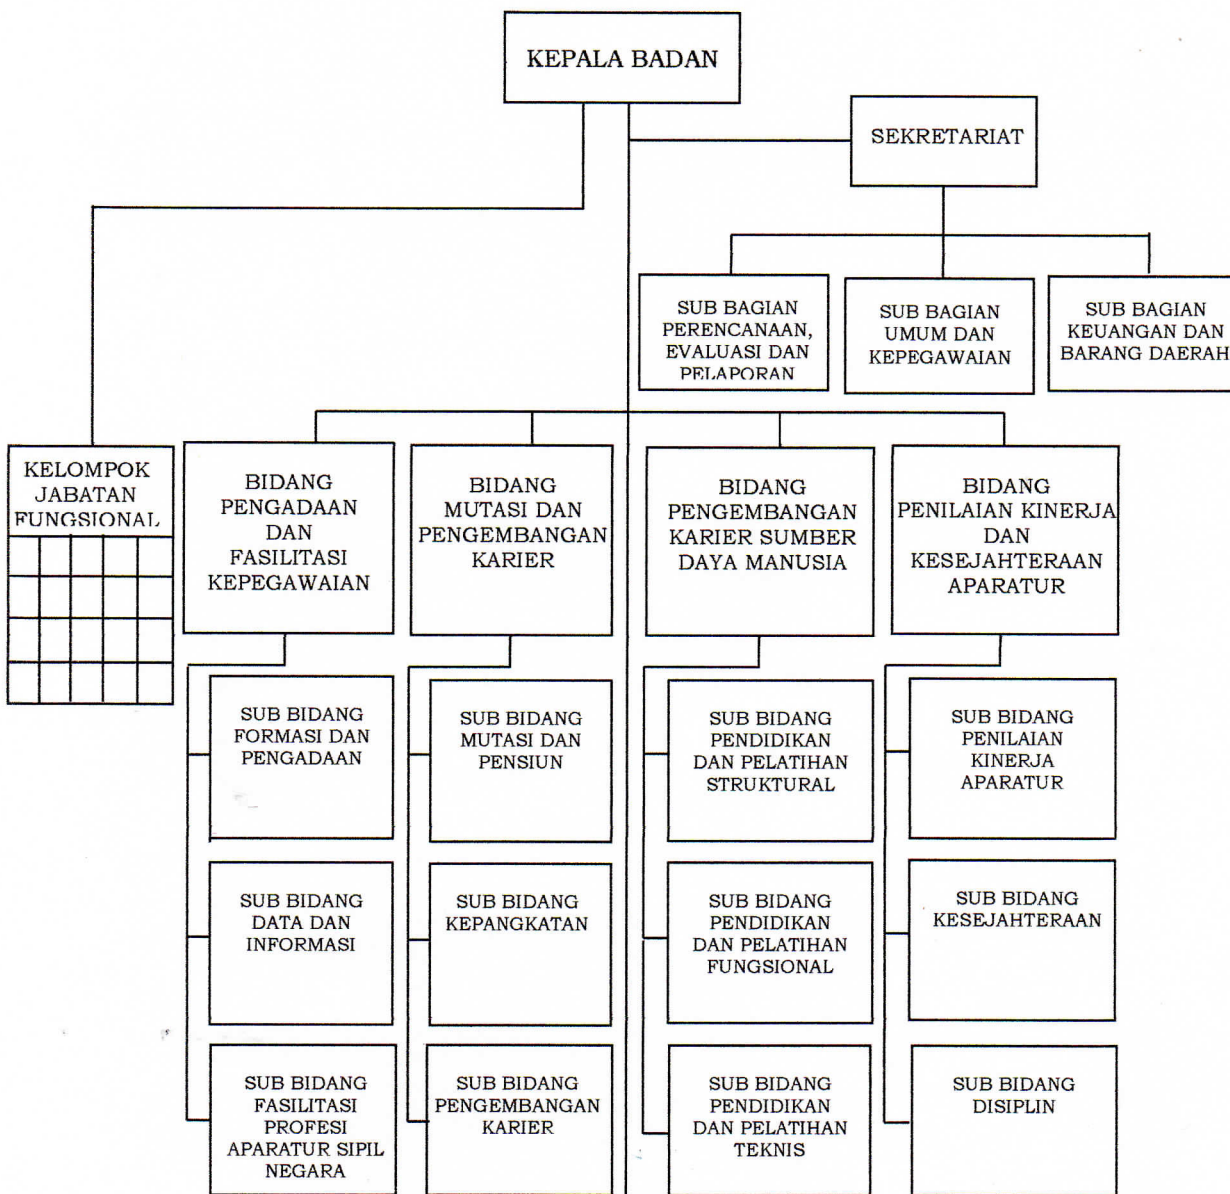 KEPALA BADAN
SEKRETARIAT
SUB BAGIAN
PERENCANAAN,
EVALUASI DAN
PELAPORAN
SUB BAGIAN
UMUM DAN
KEPEGAWAIAN
SUB BAGIAN
KEUANGAN DAN
BARANG DAERAH
KELOMPOK
JABATAN
FUNGSIONAL
BIDANG
PENGADAAN
DAN
FASILITASI
KEPEGAWAIAN
BIDANG
MUTASI DAN
PENGEMBANGAN
KARIER
BIDANG
PENGEMBANGAN
KARIER SUMBER
DAYA MANUSIA
BIDANG
PENILAIAN KINERJA
DAN
KESEJAHTERAAN
APARATUR
SUB BIDANG
FORMASI DAN
PENGADAAN
SUB BIDANG
MUTASI DAN
PENSIUN
SUB BIDANG
PENDIDIKAN
DAN PELATIHAN
STRUKTURAL
SUB BIDANG
PENILAIAN
KINERJA
APARATUR
SUB BIDANG
DATA DAN
INFORMASI
SUB BIDANG
KEPANGKATAN
SUB BIDANG
PENDIDIKAN
DAN PELATIHAN
FUNGSIONAL
SUB BIDANG
KESEJAHTERAAN
SUB BIDANG
FASILITASI
PROFESI
APARATUR SIPIL
NEGARA
SUB BIDANG
PENGEMBANGAN
KARIER
SUB BIDANG
PENDIDIKAN
DAN PELATIHAN
TEKNIS
SUB BIDANG
DISIPLIN